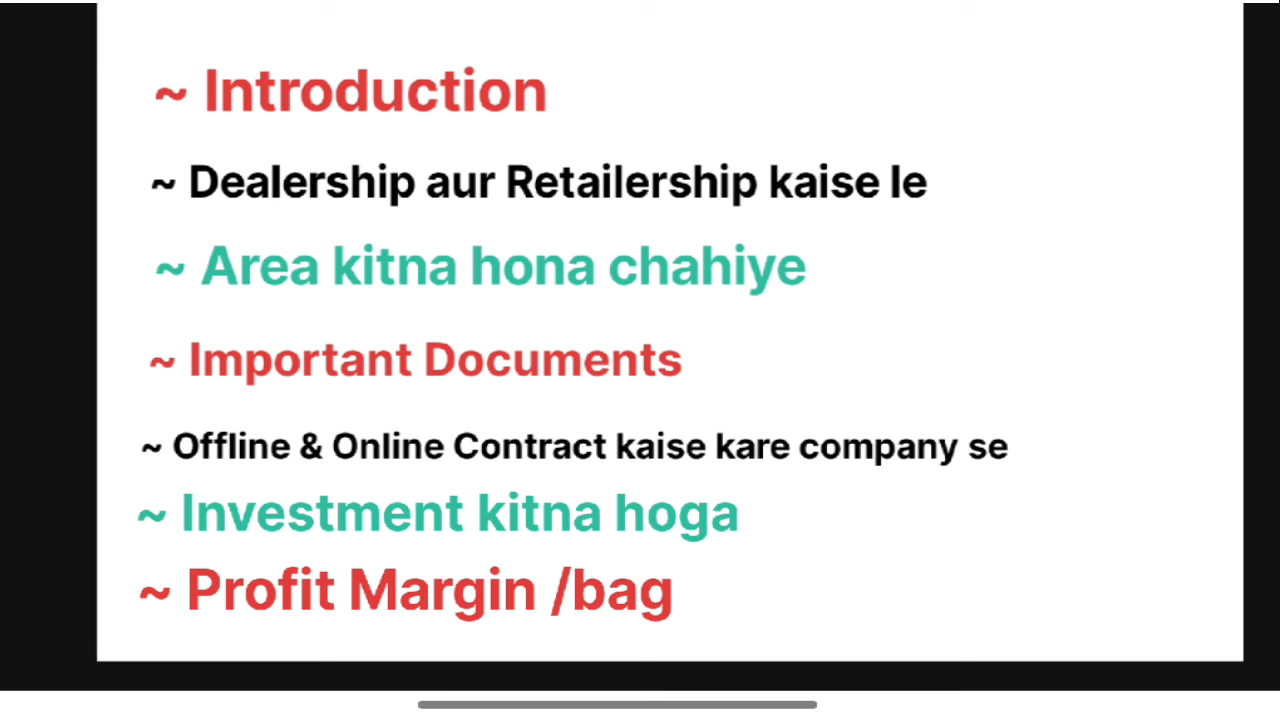 ~ Introduction
~ Dealership aur Retailership kaise le
~ Area kitna hona chahiye
~ Important Documents
~ Offline & Online Contract kaise kare company se
~ Investment kitna hoga
~ Profit Margin /bag